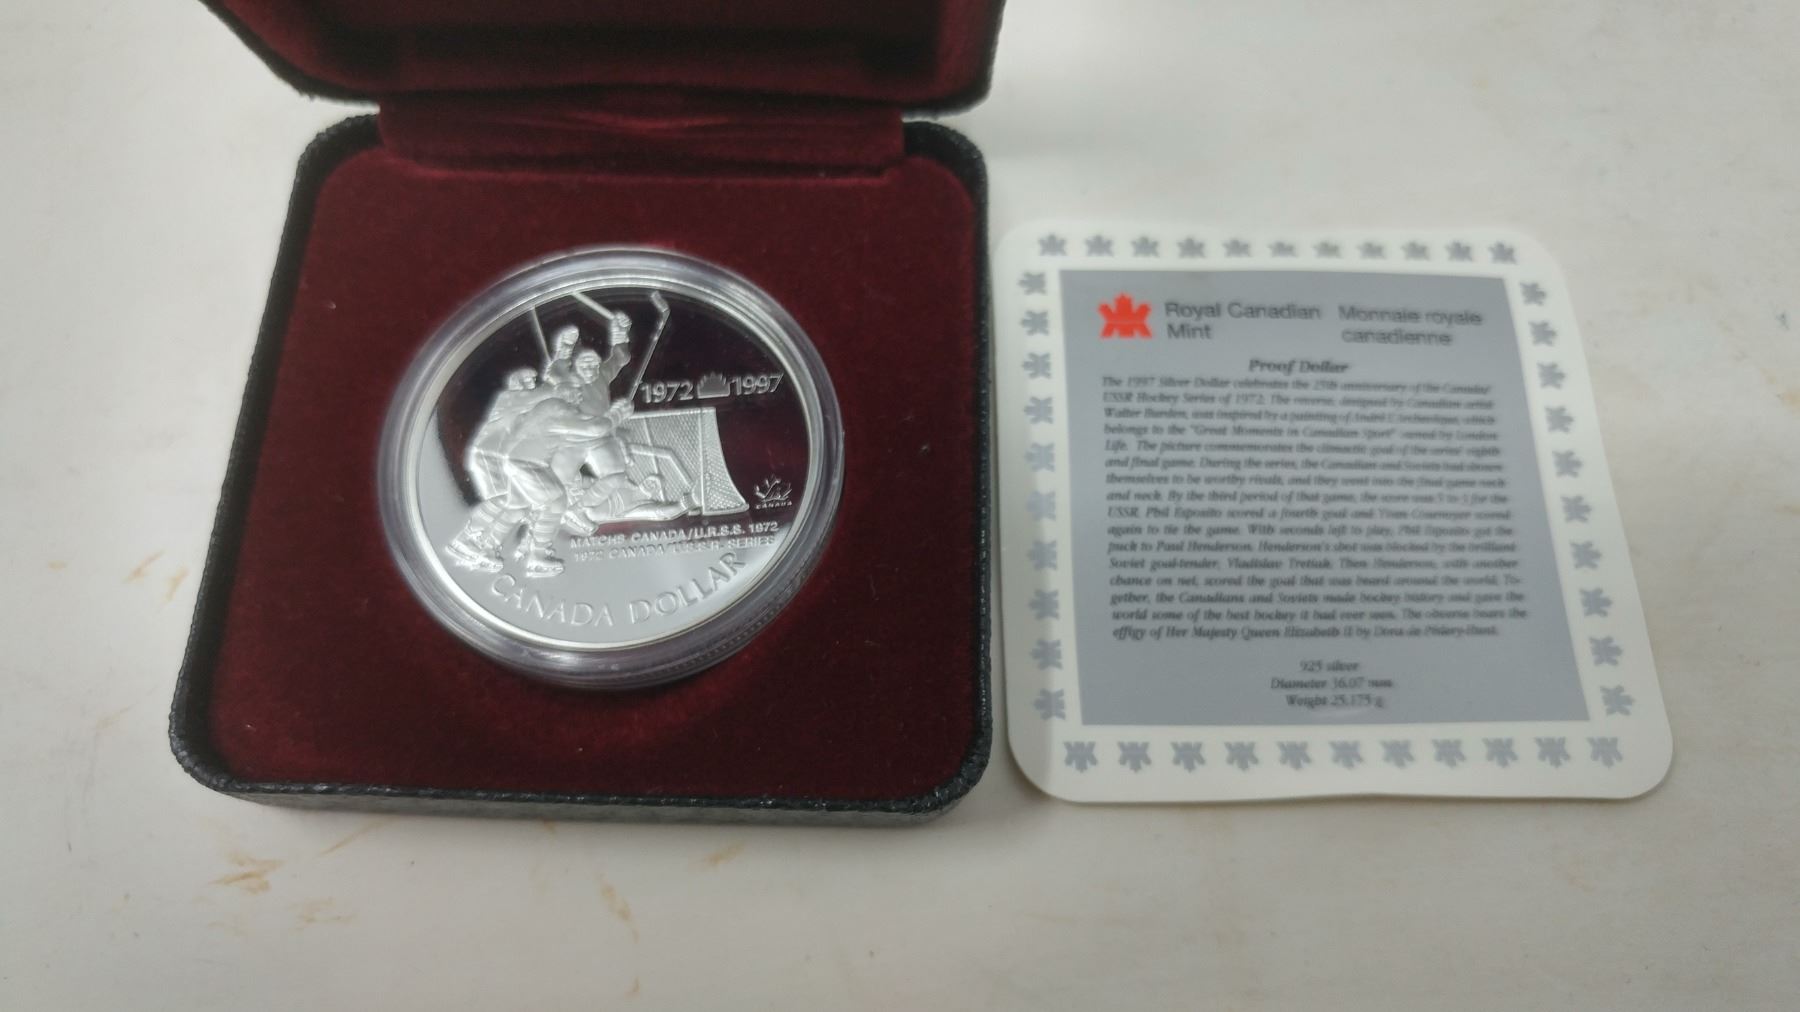 1972 1997
CANADA
MATCHS CANADA/U.R.S.S. 1972
1972 CANADA/U.S.S.R. SERIES
CANADA DOLLAR
Royal Canadian Mint
Monnaie royale canadienne
Proof Dollar
The 1997 Silver Dollar celebrates the 25th anniversary of the Canada/
USSR Hockey Series of 1972. The reverse, designed by Canadian artist
Walter Burden, was inspired by a painting of André which
belongs to the "Great Moments in Canadian Sport" owned by London
Life. The picture commemorates the climactic goal of the series' eighth
and final game. During the series, the Canadian and Soviets had shown
themselves to be worthy rivals, and they went into the final game neck
and neck. By the third period of that game, the score was 5 to 3 for the
USSR. Phil Esposito scored a fourth goal and Yvan Cournoyer scored
again to tie the game. With seconds left to play, Phil Esposito got the
puck to Paul Henderson. Henderson's shot was blocked by the brilliant
Soviet goal-tender, Vladislav Tretiak. Then Henderson, with another
chance on net, scored the goal that was heard around the world. To-
gether, the Canadians and Soviets made hockey history and gave the
world some of the best hockey it had ever seen. The obverse bears the
effigy of Her Majesty Queen Elizabeth II by Dora de Pédery-Hunt.
925 silver
Diameter 36.07 mm
Weight 25.175 g